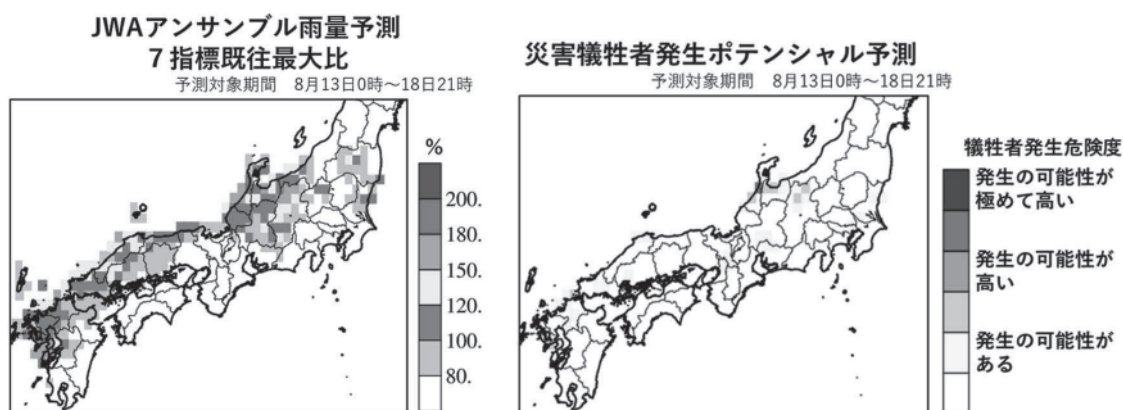 JWAアンサンブル雨量予測
7指標既往最大比
予測対象期間 8月13日0時〜18日21時
%
200.
180.
150.
120.
100.
80.
災害犠牲者発生ポテンシャル予測
予測対象期間 8月13日0時〜18日21時
犠牲者発生危険度
発生の可能性が
極めて高い
発生の可能性が
高い
発生の可能性が
ある